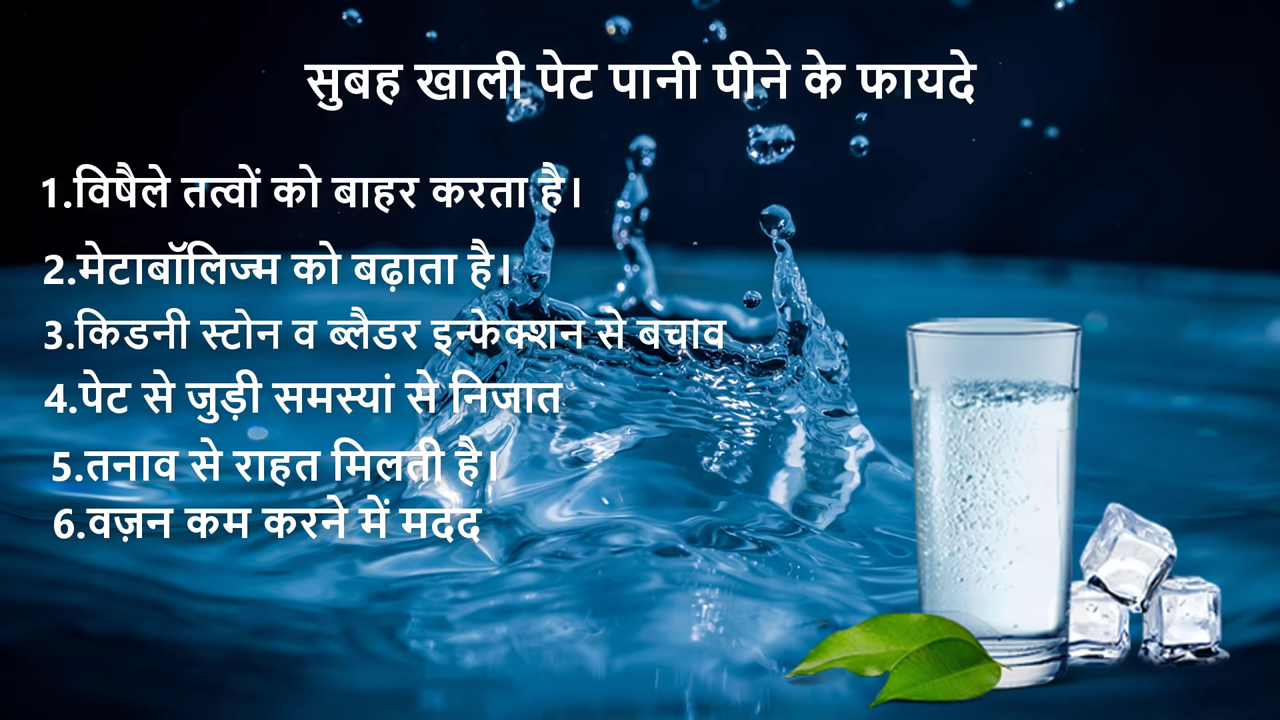 सुबह खाली पेट पानी पीने के फायदे
1.विषैले तत्वों को बाहर करता है।
2.मेटाबॉलिज्म को बढ़ाता है।
3.किडनी स्टोन व ब्लैडर इन्फेक्शन से बचाव
4.पेट से जुड़ी समस्यां से निजात
5.तनाव से राहत मिलती है।
6.वज़न कम करने में मदद